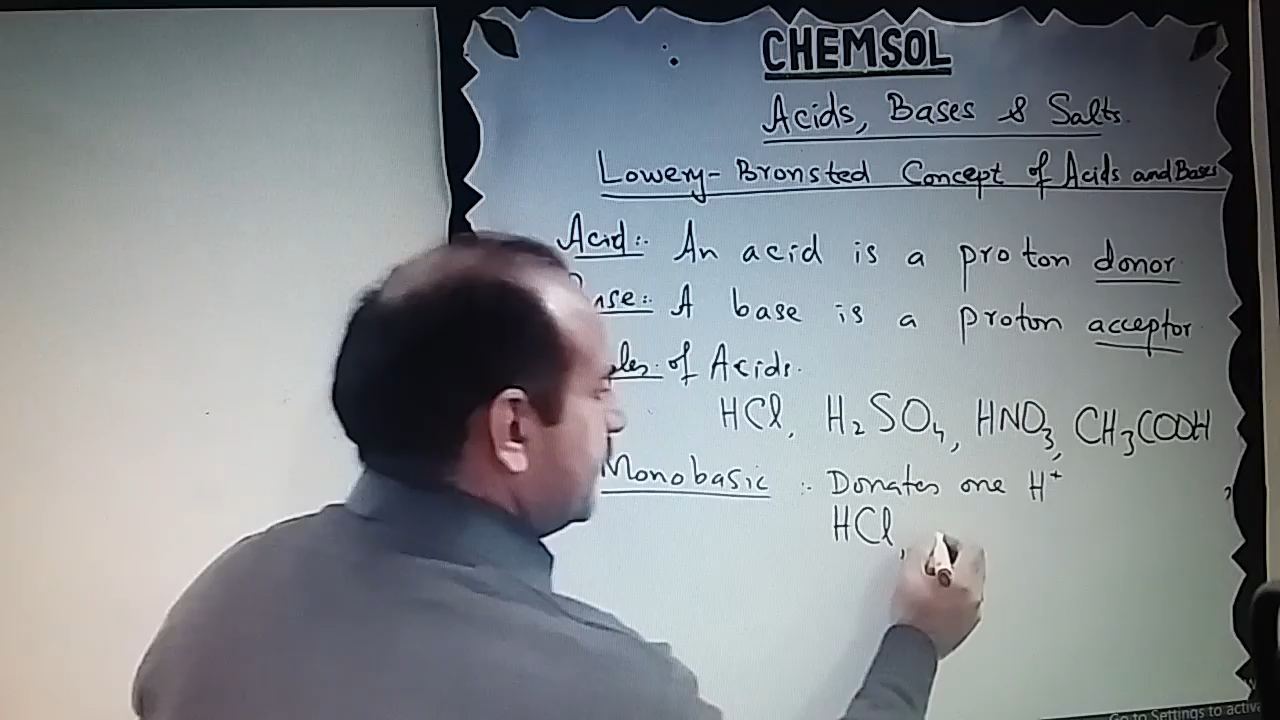 CHEMSOL
Acids, Bases & Salts.
Lowery-Bronsted Concept of Acids and Bases
Acid:- An acid is a proton donor
A base is a proton acceptor
of Acids.
HCl, H₂SO₄, HNO₃, CH₃COOH
Monobasic :- Donates one H⁺
HCl,
Go to Settings to activa